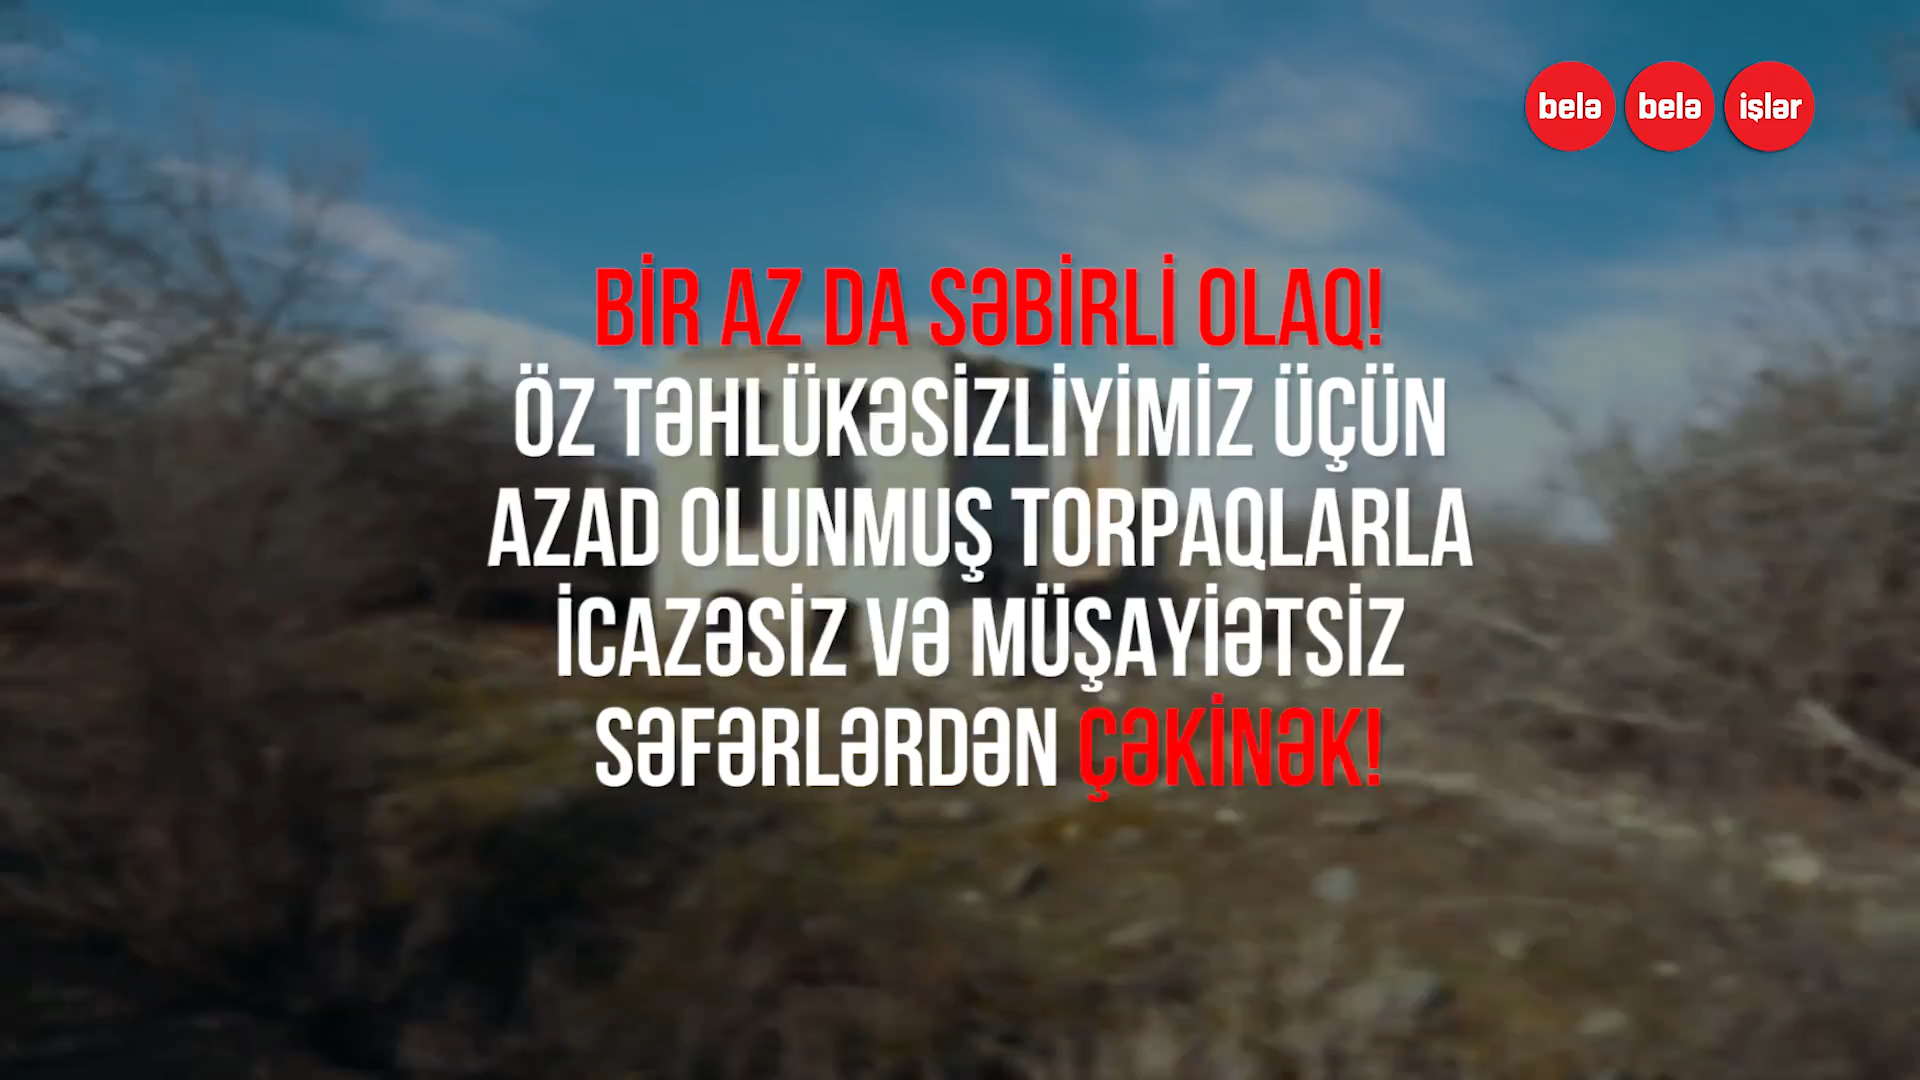 belə belə işlər
BİR AZ DA SƏBİRLİ OLAQ!
ÖZ TƏHLÜKƏSİZLİYİMİZ ÜÇÜN
AZAD OLUNMUŞ TORPAQLARLA
İCAZƏSİZ VƏ MÜŞAYİƏTSİZ
SƏFƏRLƏRDƏN ÇƏKİNƏK!